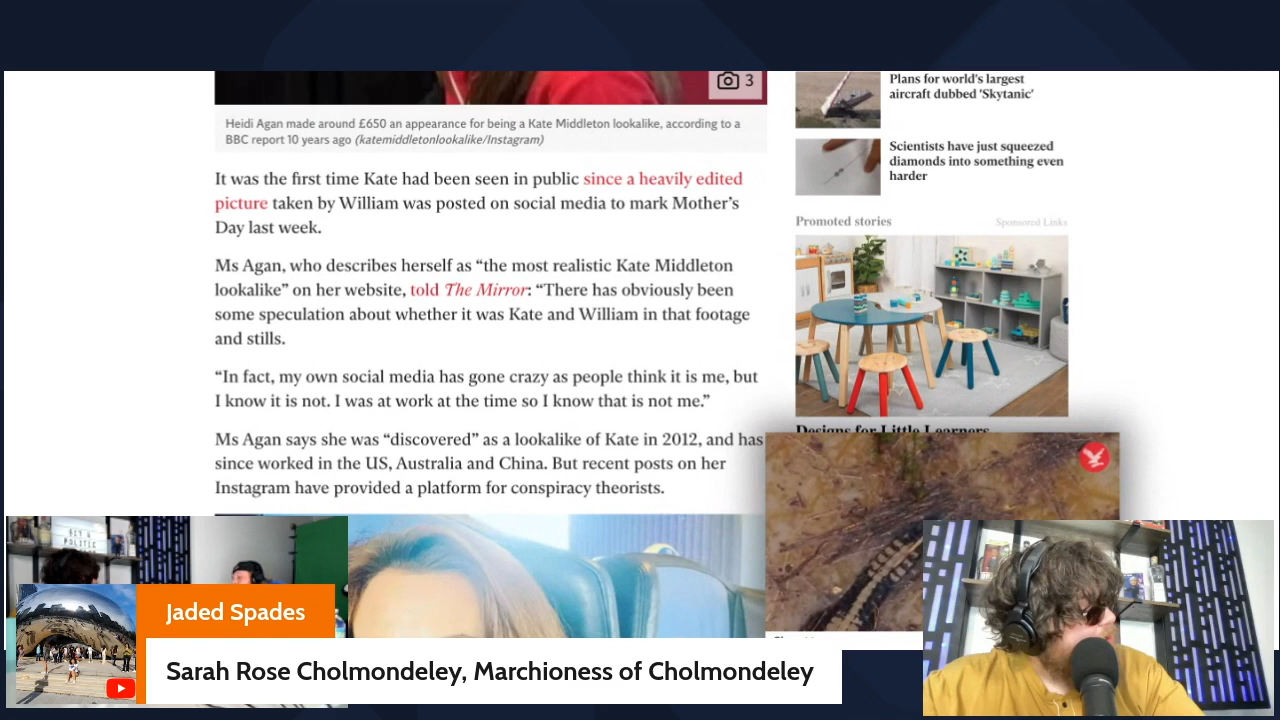 3
Heidi Agan made around £650 an appearance for being a Kate Middleton lookalike, according to a
BBC report 10 years ago (katemiddletonlookalike/Instagram)
It was the first time Kate had been seen in public since a heavily edited
picture taken by William was posted on social media to mark Mother’s
Day last week.
Ms Agan, who describes herself as “the most realistic Kate Middleton
lookalike” on her website, told The Mirror: “There has obviously been
some speculation about whether it was Kate and William in that footage
and stills.
“In fact, my own social media has gone crazy as people think it is me, but
I know it is not. I was at work at the time so I know that is not me.”
Ms Agan says she was “discovered” as a lookalike of Kate in 2012, and has
since worked in the US, Australia and China. But recent posts on her
Instagram have provided a platform for conspiracy theorists.
Plans for world’s largest
aircraft dubbed 'Skytanic'
Scientists have just squeezed
diamonds into something even
harder
Promoted stories
Sponsored Links
Designs for Little Learners
Jaded Spades
Sarah Rose Cholmondeley, Marchioness of Cholmondeley